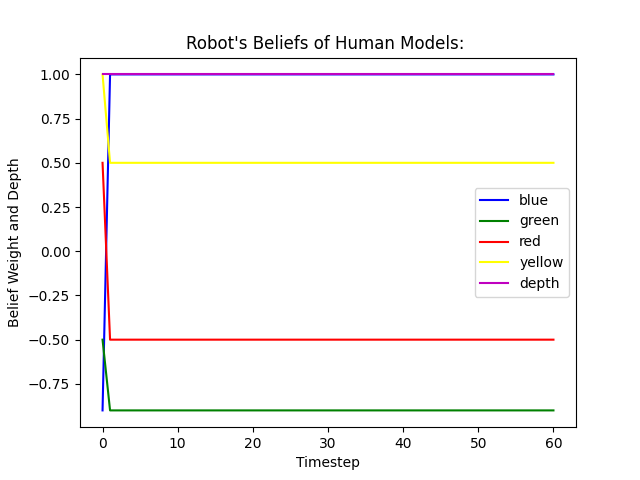 Robot's Beliefs of Human Models:
Belief Weight and Depth
1.00
0.75
0.50
0.25
0.00
−0.25
−0.50
−0.75
blue
green
red
yellow
depth
0 10 20 30 40 50 60
Timestep